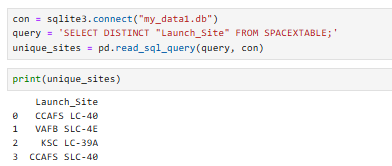 con = sqlite3.connect("my_data1.db")
query = 'SELECT DISTINCT "Launch_Site" FROM SPACEXTABLE;'
unique_sites = pd.read_sql_query(query, con)
print(unique_sites)
Launch_Site
0 CCAFS LC-40
1 VAFB SLC-4E
2 KSC LC-39A
3 CCAFS SLC-40